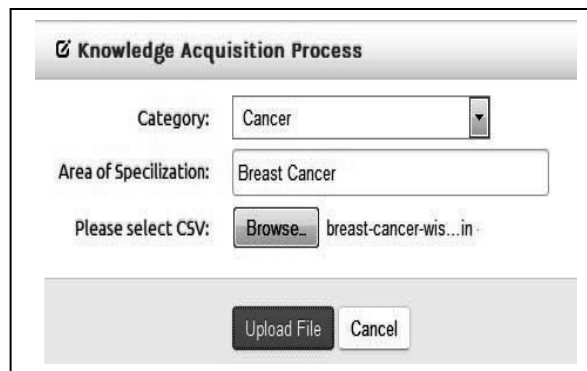 Knowledge Acquisition Process
Category: Cancer
Area of Specilization: Breast Cancer
Please select CSV: Browse_ breast-cancer-wis...in
Upload File Cancel